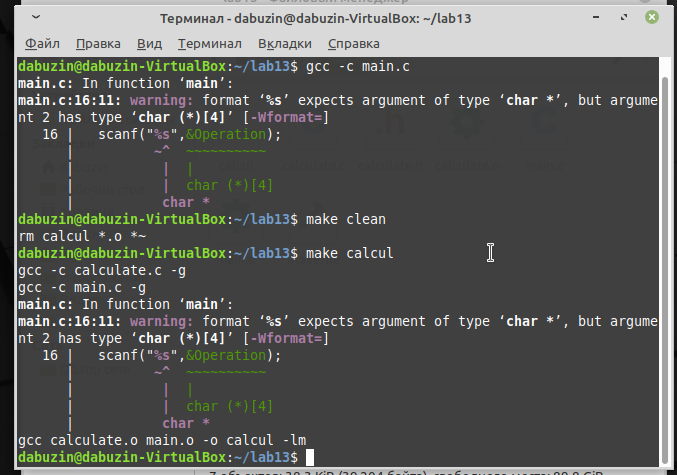 Терминал - dabuzin@dabuzin-VirtualBox: ~/lab13
Файл Правка Вид Терминал Вкладки Справка
dabuzin@dabuzin-VirtualBox:~/lab13$ gcc -c main.c
main.c: In function ‘main’:
main.c:16:11: warning: format ‘%s’ expects argument of type ‘char *’, but argume
nt 2 has type ‘char (*)[4]’ [-Wformat=]
   16 |   scanf("%s",&Operation);
      |          ~^  ~~~~~~~~~~
      |           |  |
      |           |  char (*)[4]
      |           char *
dabuzin@dabuzin-VirtualBox:~/lab13$ make clean
rm calcul *.o *~
dabuzin@dabuzin-VirtualBox:~/lab13$ make calcul
gcc -c calculate.c -g
gcc -c main.c -g
main.c: In function ‘main’:
main.c:16:11: warning: format ‘%s’ expects argument of type ‘char *’, but argume
nt 2 has type ‘char (*)[4]’ [-Wformat=]
   16 |   scanf("%s",&Operation);
      |          ~^  ~~~~~~~~~~
      |           |  |
      |           |  char (*)[4]
      |           char *
gcc calculate.o main.o -o calcul -lm
dabuzin@dabuzin-VirtualBox:~/lab13$